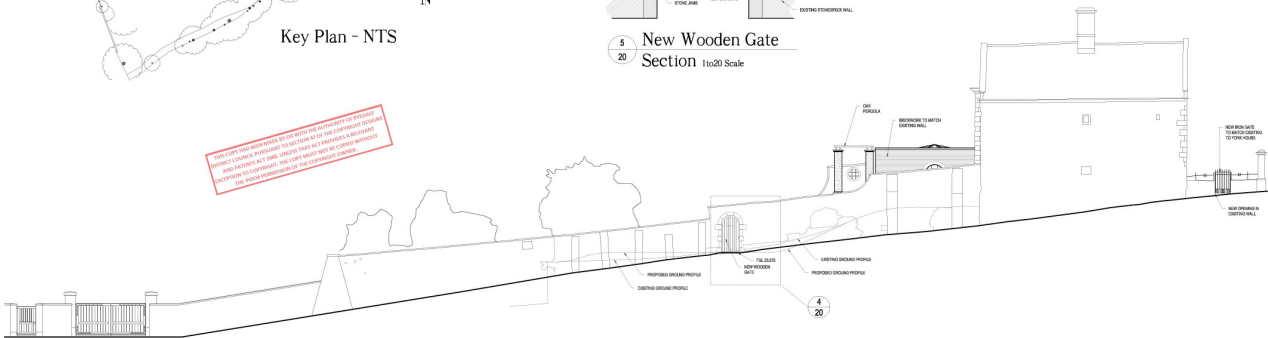 N
Key Plan - NTS
STONE JAMB
EXISTING STONE/BRICK WALL
5
20
New Wooden Gate
Section 1to20 Scale
THIS COPY HAD BEEN MADE BY OR WITH THE AUTHORITY OF RYEDALE
DISTRICT COUNCIL PURSUANT TO SECTION 47 OF THE COPYRIGHT DESIGNS
AND PATENTS ACT 1988. UNLESS THAT ACT PROVIDES A RELEVANT
EXCEPTION TO COPYRIGHT. THE COPY MUST NOT BE COPIED WITHOUT
THE PRIOR PERMISSION OF THE COPYRIGHT OWNER.
OAK
PERGOLA
BRICKWORK TO MATCH
EXISTING WALL
NEW IRON GATE
TO MATCH EXISTING
TO YORK HOUSE
NEW OPENING IN
EXISTING WALL
PROPOSED GROUND PROFILE
EXISTING GROUND PROFILE
NEW WOODEN
GATE
EXISTING GROUND PROFILE
PROPOSED GROUND PROFILE
4
20